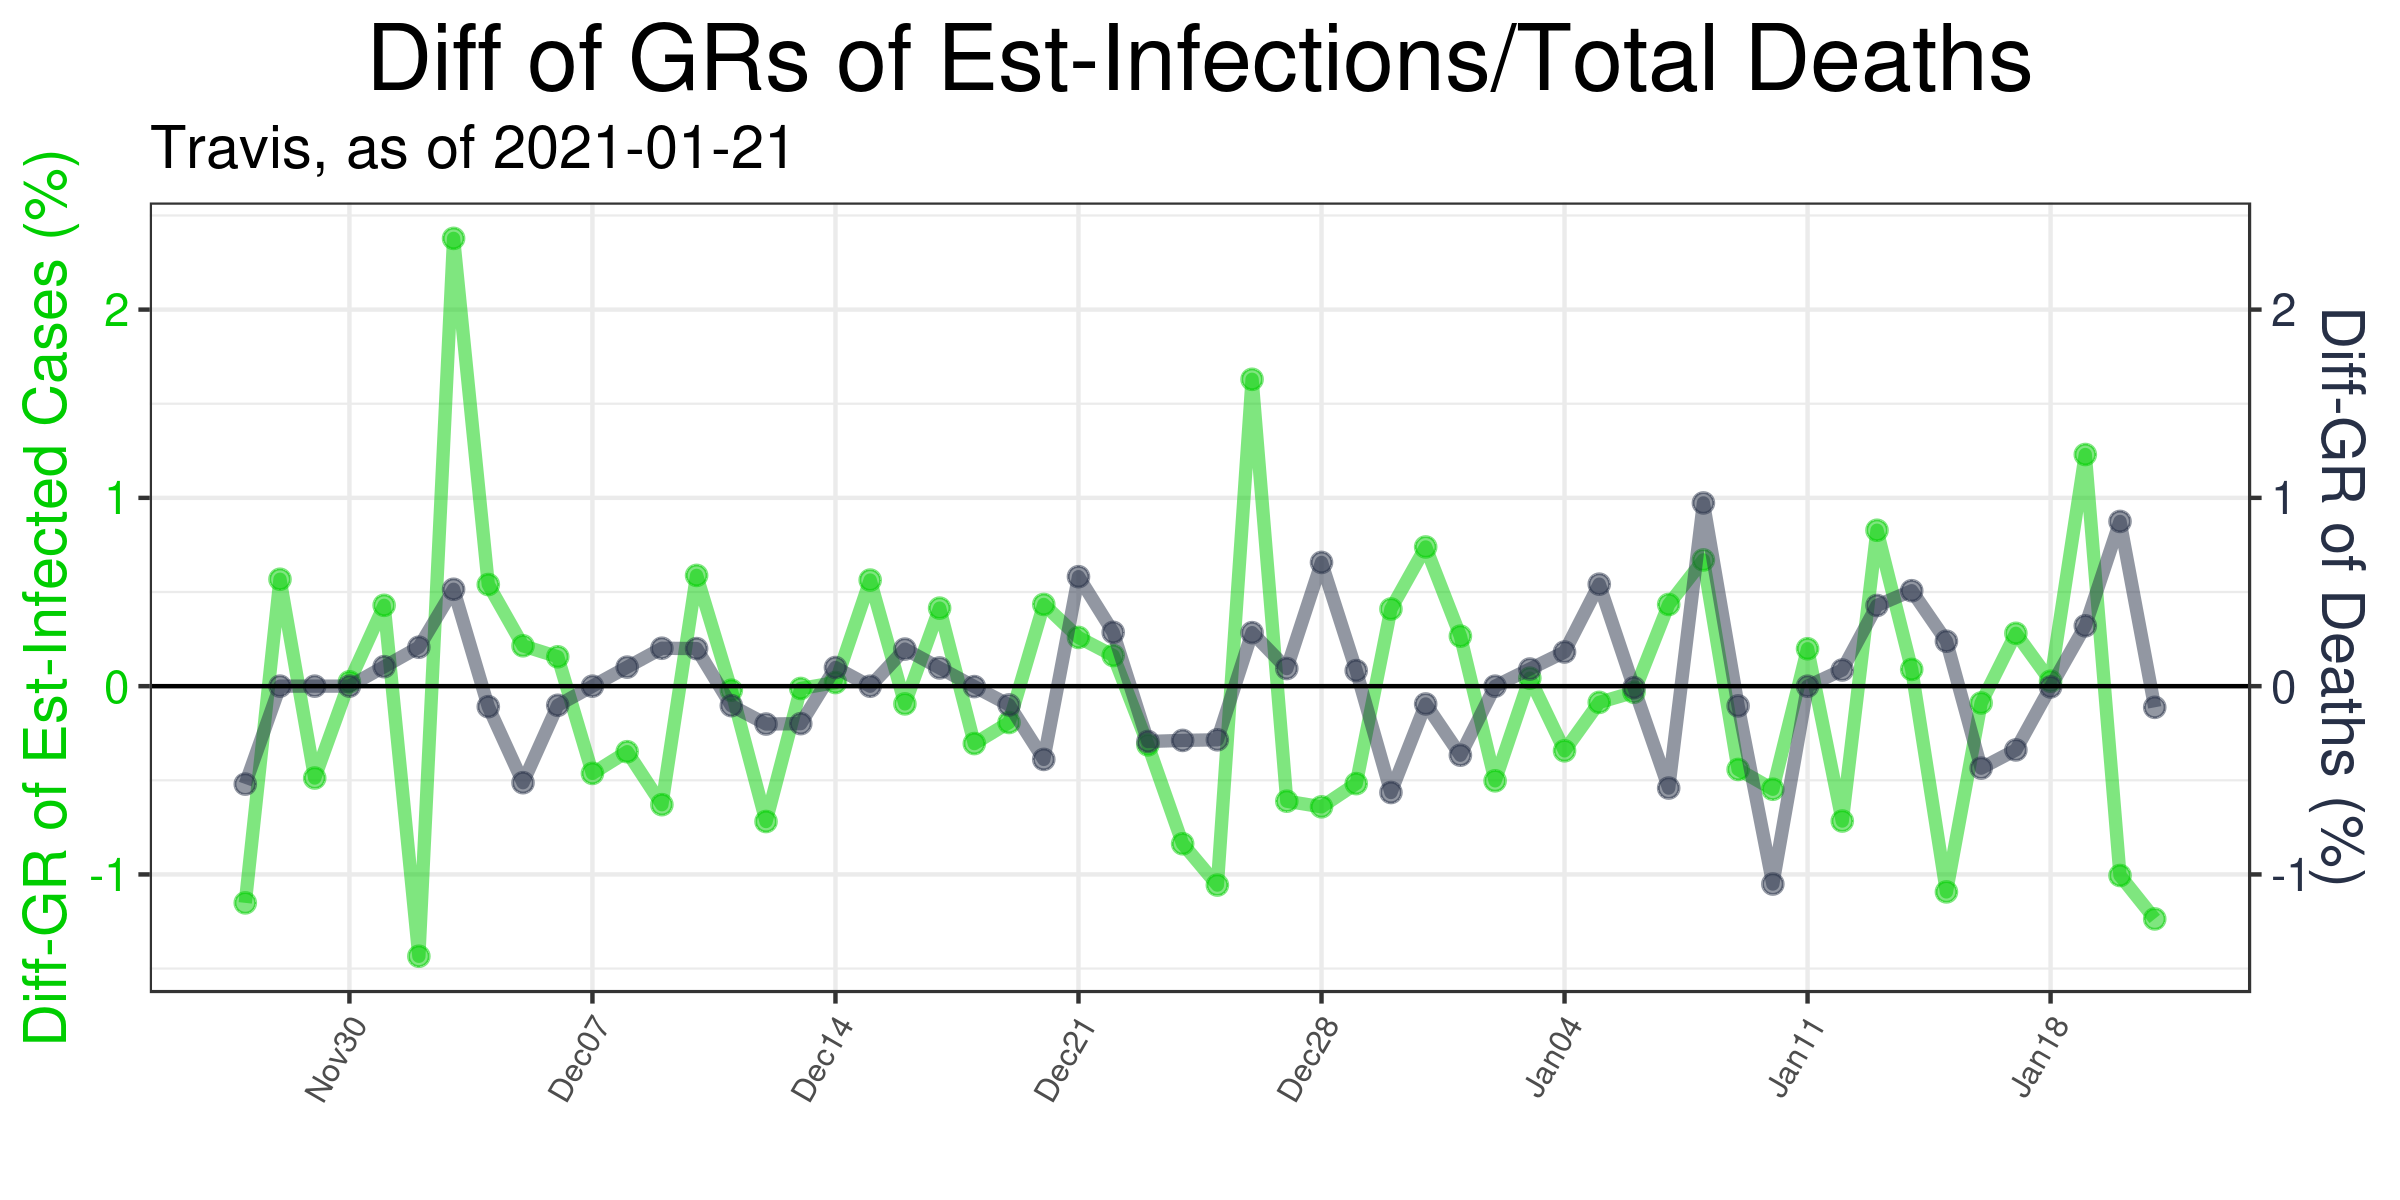 Diff of GRs of Est-Infections/Total Deaths
Travis, as of 2021-01-21
Diff-GR of Est-Infected Cases (%)
2
1
0
-1
2
1
0
-1
Diff-GR of Deaths (%)
Nov30
Dec07
Dec14
Dec21
Dec28
Jan04
Jan11
Jan18